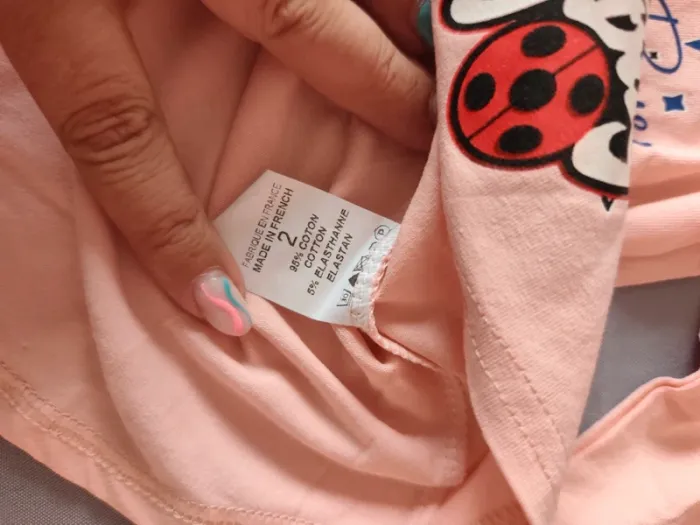 FABRIQUE EN FRANCE
MADE IN FRENCH
2
95% COTON
COTTON
5% ELASTHANNE
ELASTAN